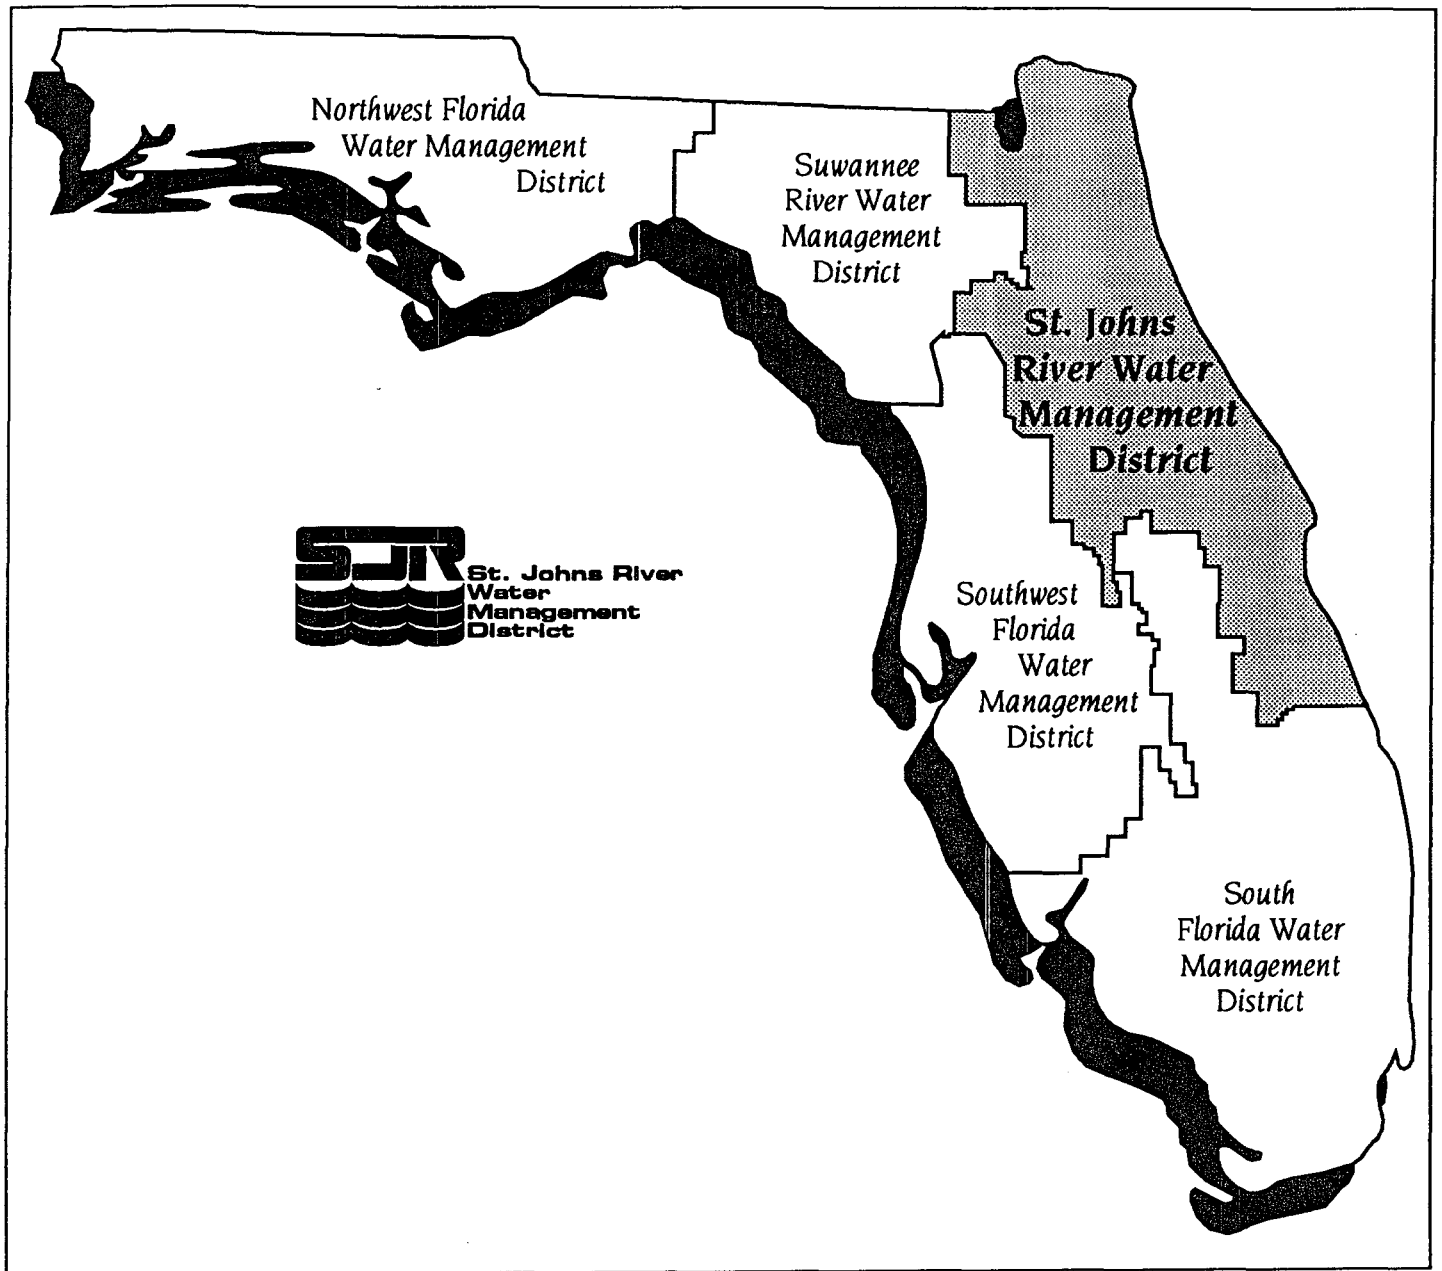 Northwest Florida
Water Management
District
Suwannee
River Water
Management
District
St. Johns
River Water
Management
District
SJR
St. Johns River
Water
Management
District
Southwest
Florida
Water
Management
District
South
Florida Water
Management
District